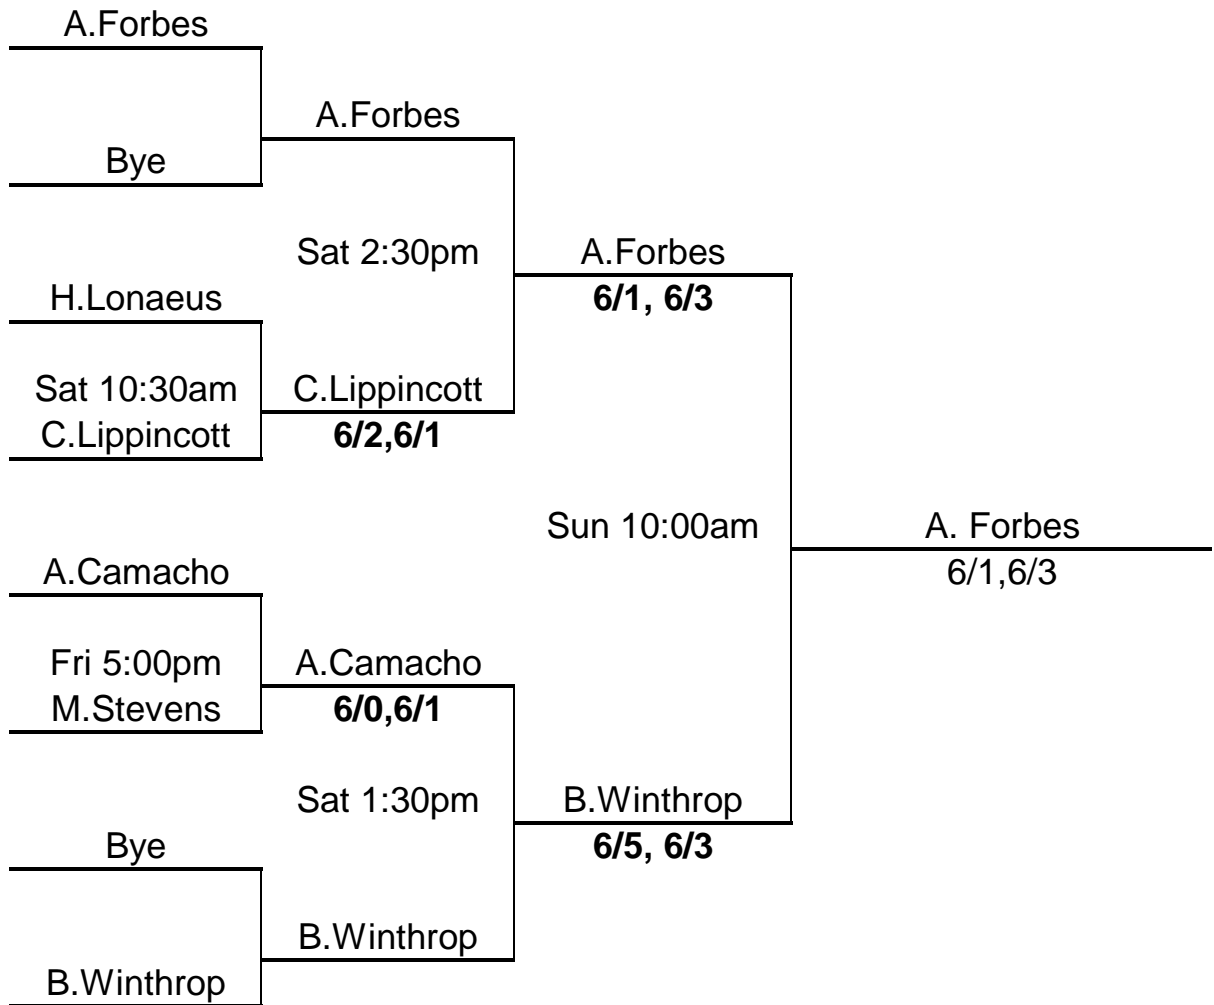 A.Forbes
A.Forbes
Bye
Sat 2:30pm
A.Forbes
H.Lonaeus
6/1, 6/3
Sat 10:30am
C.Lippincott
C.Lippincott
6/2,6/1
Sun 10:00am
A. Forbes
A.Camacho
6/1,6/3
Fri 5:00pm
A.Camacho
M.Stevens
6/0,6/1
Sat 1:30pm
B.Winthrop
Bye
6/5, 6/3
B.Winthrop
B.Winthrop